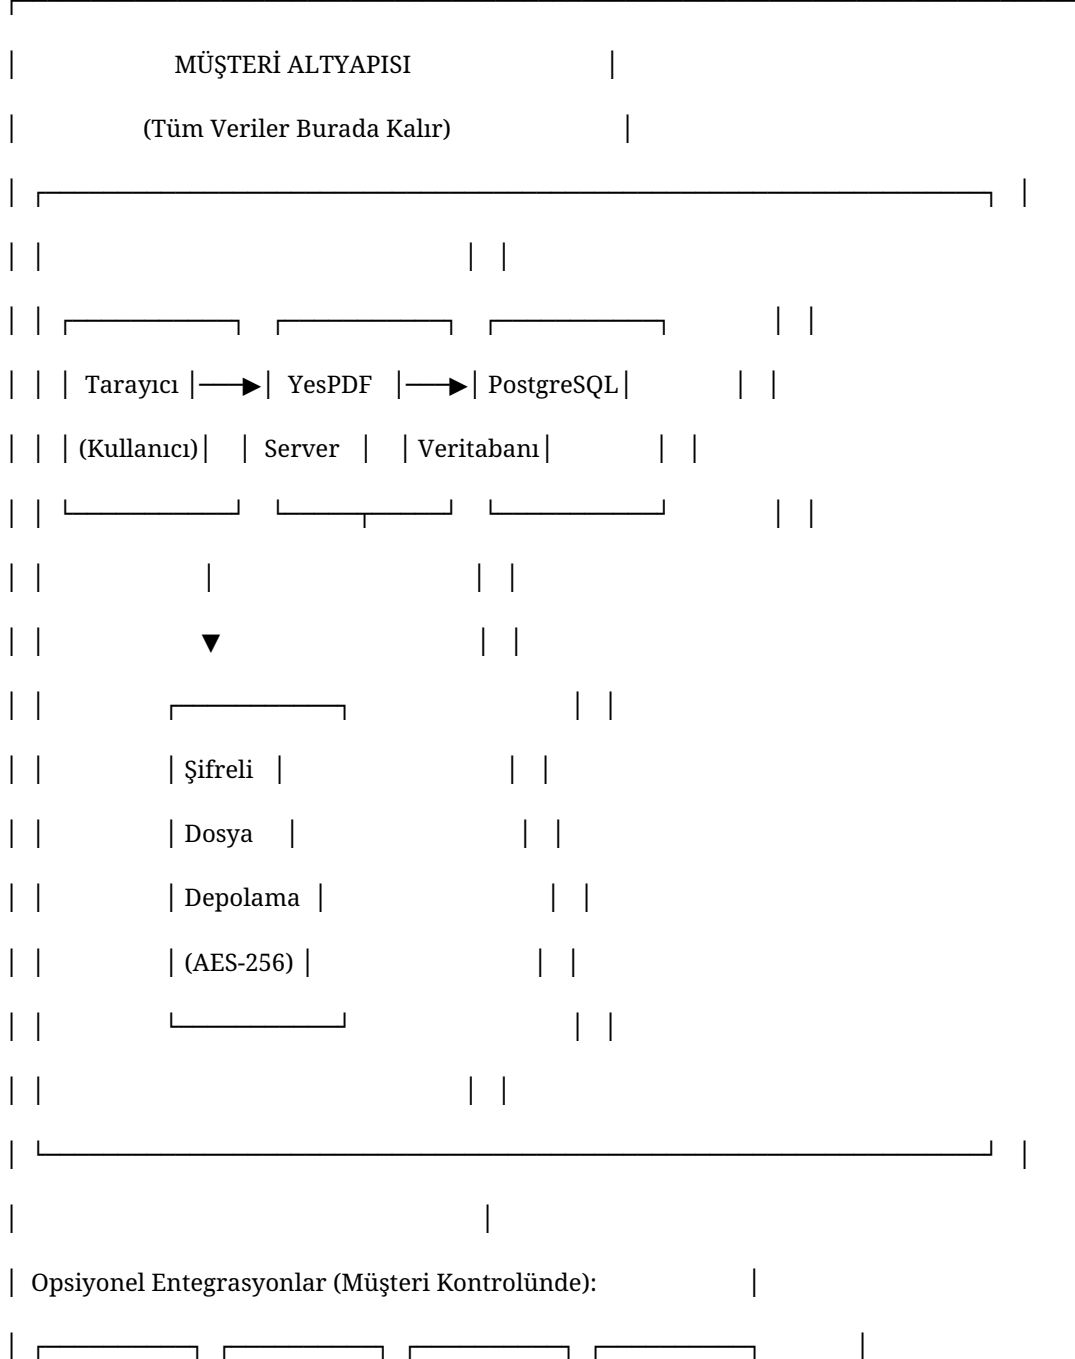 MÜŞTERİ ALTYAPISI
(Tüm Veriler Burada Kalır)
Tarayıcı │──▶│ YesPDF │──▶│ PostgreSQL│
(Kullanıcı)│ │ Server │ │ Veritabanı│
Şifreli
Dosya
Depolama
(AES-256)
Opsiyonel Entegrasyonlar (Müşteri Kontrolünde):